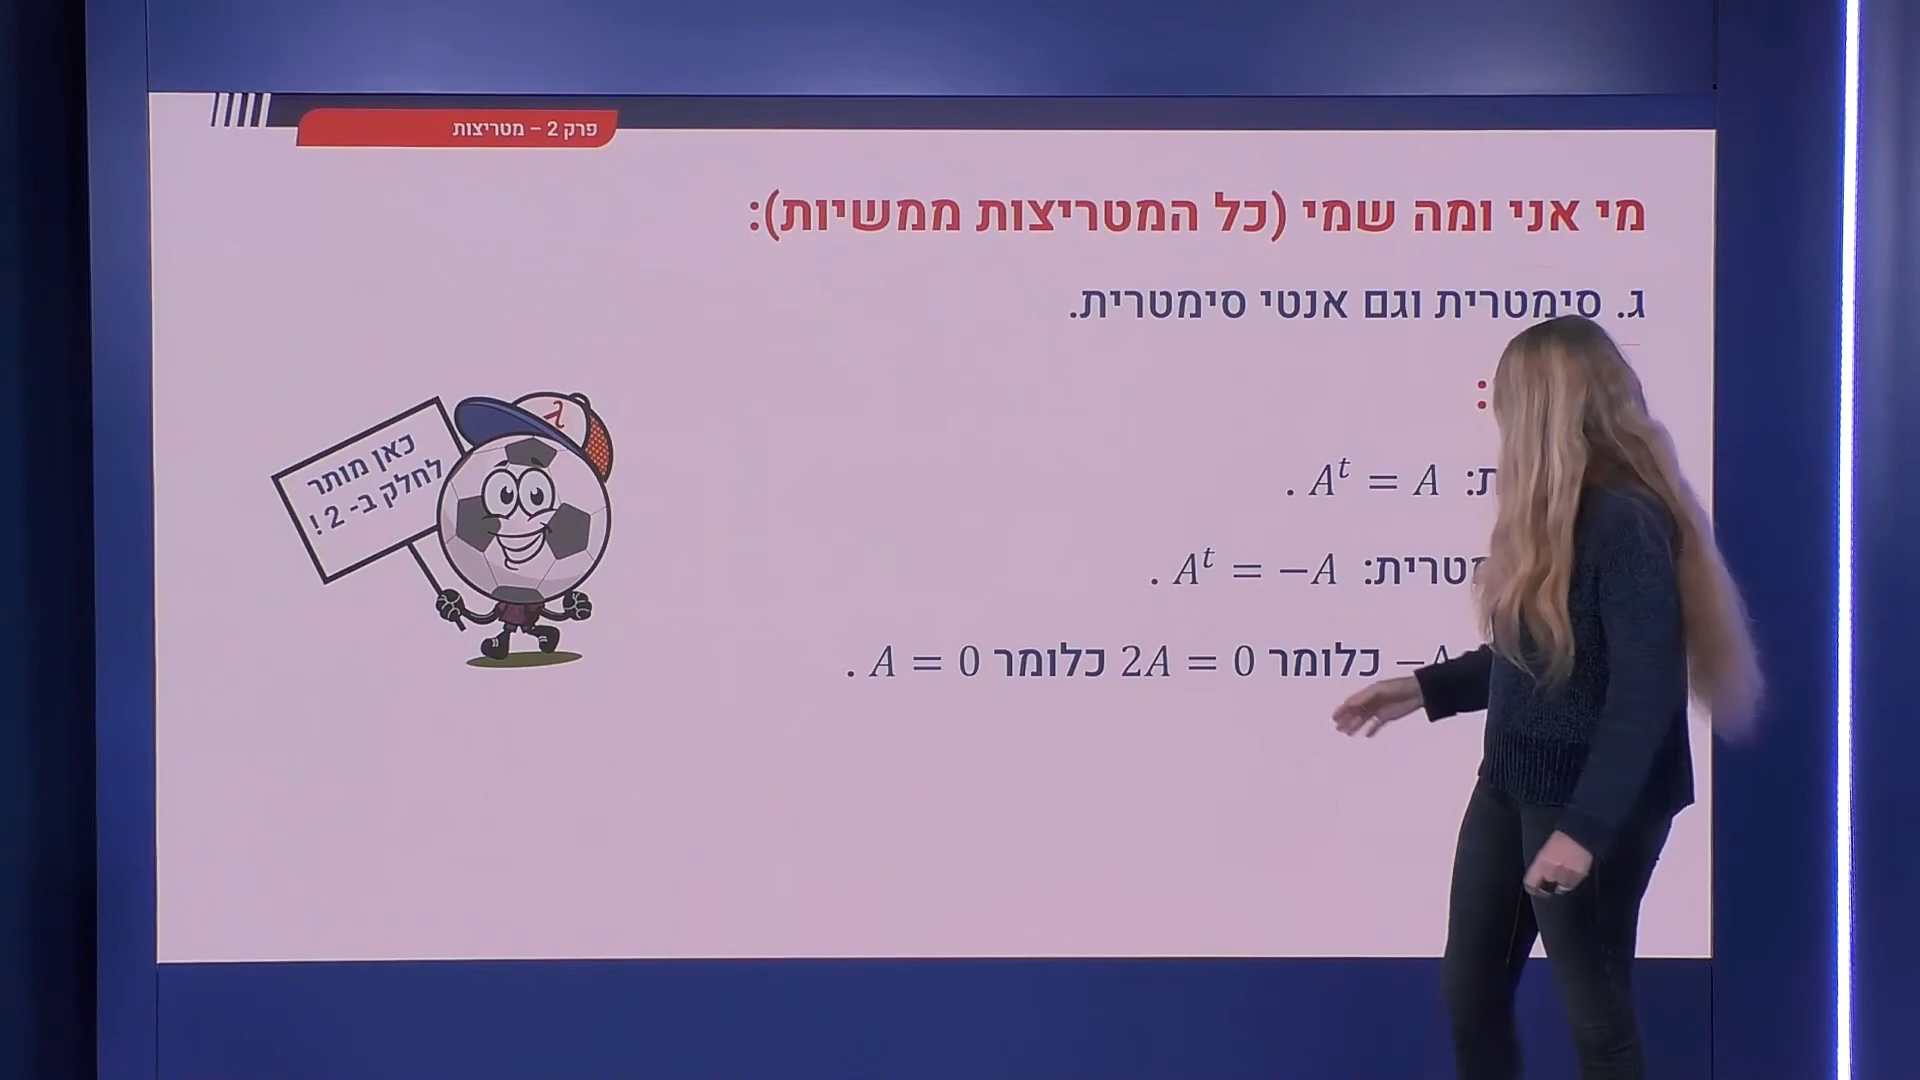 פרק 2 – מטריצות
מי אני ומה שמי (כל המטריצות ממשיות):
ג. סימטרית וגם אנטי סימטרית.
:
A^t = A .
A^t = −A .
−A כלומר 2A = 0 כלומר A = 0 .
כאן מותר
לחלק ב- 2 !
λ